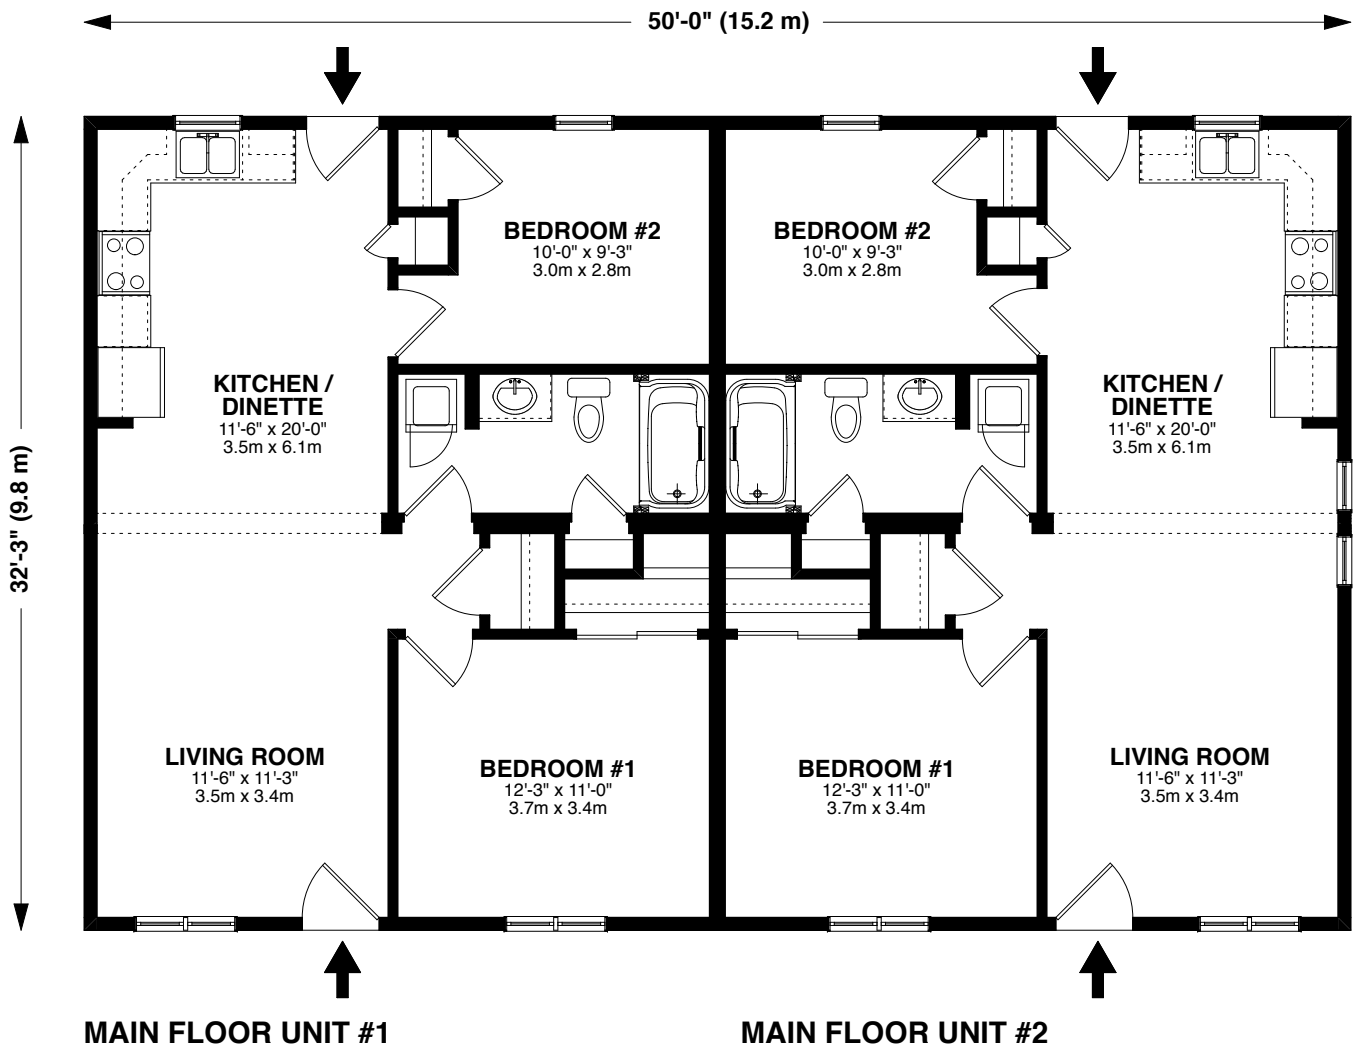 50'-0" (15.2 m)
32'-3" (9.8 m)
BEDROOM #2
10'-0" x 9'-3"
3.0m x 2.8m
BEDROOM #2
10'-0" x 9'-3"
3.0m x 2.8m
KITCHEN /
DINETTE
11'-6" x 20'-0"
3.5m x 6.1m
KITCHEN /
DINETTE
11'-6" x 20'-0"
3.5m x 6.1m
LIVING ROOM
11'-6" x 11'-3"
3.5m x 3.4m
BEDROOM #1
12'-3" x 11'-0"
3.7m x 3.4m
BEDROOM #1
12'-3" x 11'-0"
3.7m x 3.4m
LIVING ROOM
11'-6" x 11'-3"
3.5m x 3.4m
MAIN FLOOR UNIT #1
MAIN FLOOR UNIT #2